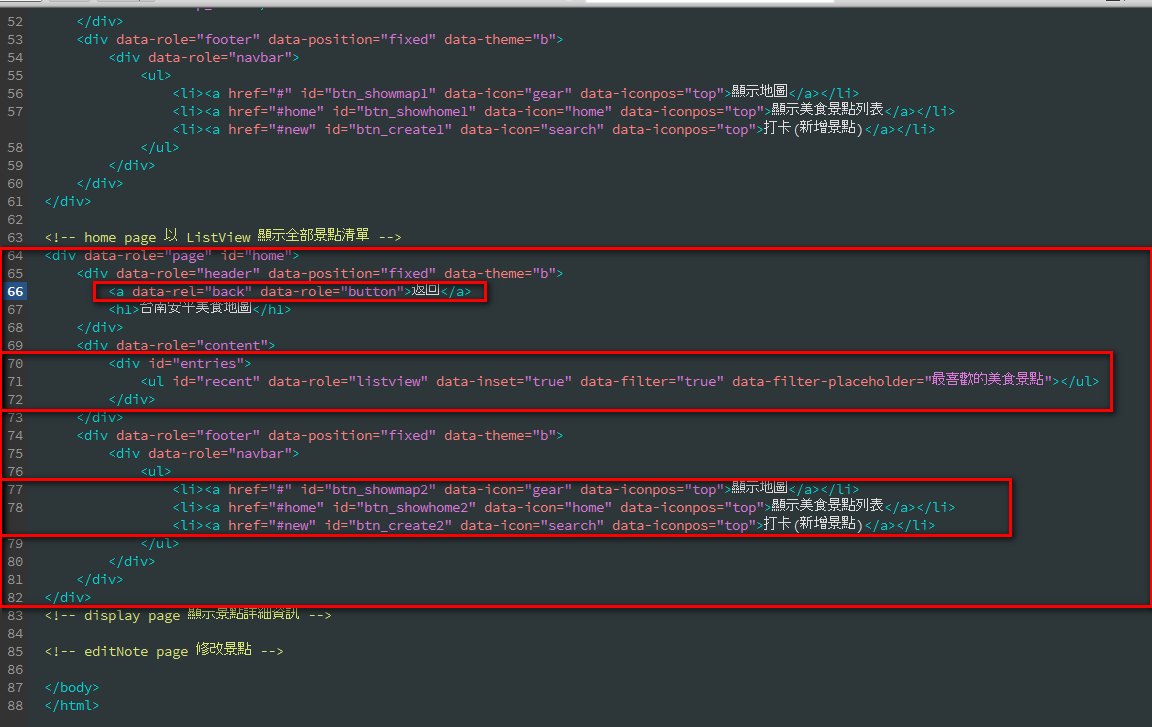 52 </div>
53 <div data-role="footer" data-position="fixed" data-theme="b">
54 <div data-role="navbar">
55 <ul>
56 <li><a href="#" id="btn_showmap1" data-icon="gear" data-iconpos="top">顯示地圖</a></li>
57 <li><a href="#home" id="btn_showhome1" data-icon="home" data-iconpos="top">顯示美食景點列表</a></li>
<li><a href="#new" id="btn_create1" data-icon="search" data-iconpos="top">打卡(新增景點)</a></li>
58 </ul>
59 </div>
60 </div>
61 </div>
62
63 <!-- home page 以 ListView 顯示全部景點清單 -->
64 <div data-role="page" id="home">
65 <div data-role="header" data-position="fixed" data-theme="b">
66 <a data-rel="back" data-role="button">返回</a>
67 <h1>台南安平美食地圖</h1>
68 </div>
69 <div data-role="content">
70 <div id="entries">
71 <ul id="recent" data-role="listview" data-inset="true" data-filter="true" data-filter-placeholder="最喜歡的美食景點"></ul>
72 </div>
73 </div>
74 <div data-role="footer" data-position="fixed" data-theme="b">
75 <div data-role="navbar">
76 <ul>
77 <li><a href="#" id="btn_showmap2" data-icon="gear" data-iconpos="top">顯示地圖</a></li>
78 <li><a href="#home" id="btn_showhome2" data-icon="home" data-iconpos="top">顯示美食景點列表</a></li>
<li><a href="#new" id="btn_create2" data-icon="search" data-iconpos="top">打卡(新增景點)</a></li>
79 </ul>
80 </div>
81 </div>
82 </div>
83 <!-- display page 顯示景點詳細資訊 -->
84
85 <!-- editNote page 修改景點 -->
86
87 </body>
88 </html>